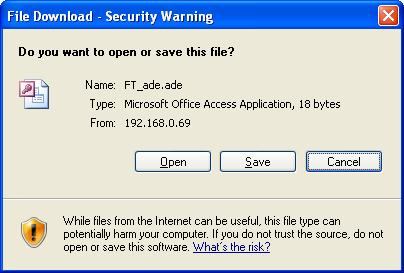 File Download - Security Warning
Do you want to open or save this file?
Name: FT_ade.ade
Type: Microsoft Office Access Application, 18 bytes
From: 192.168.0.69
Open Save Cancel
While files from the Internet can be useful, this file type can
potentially harm your computer. If you do not trust the source, do not
open or save this software. What's the risk?